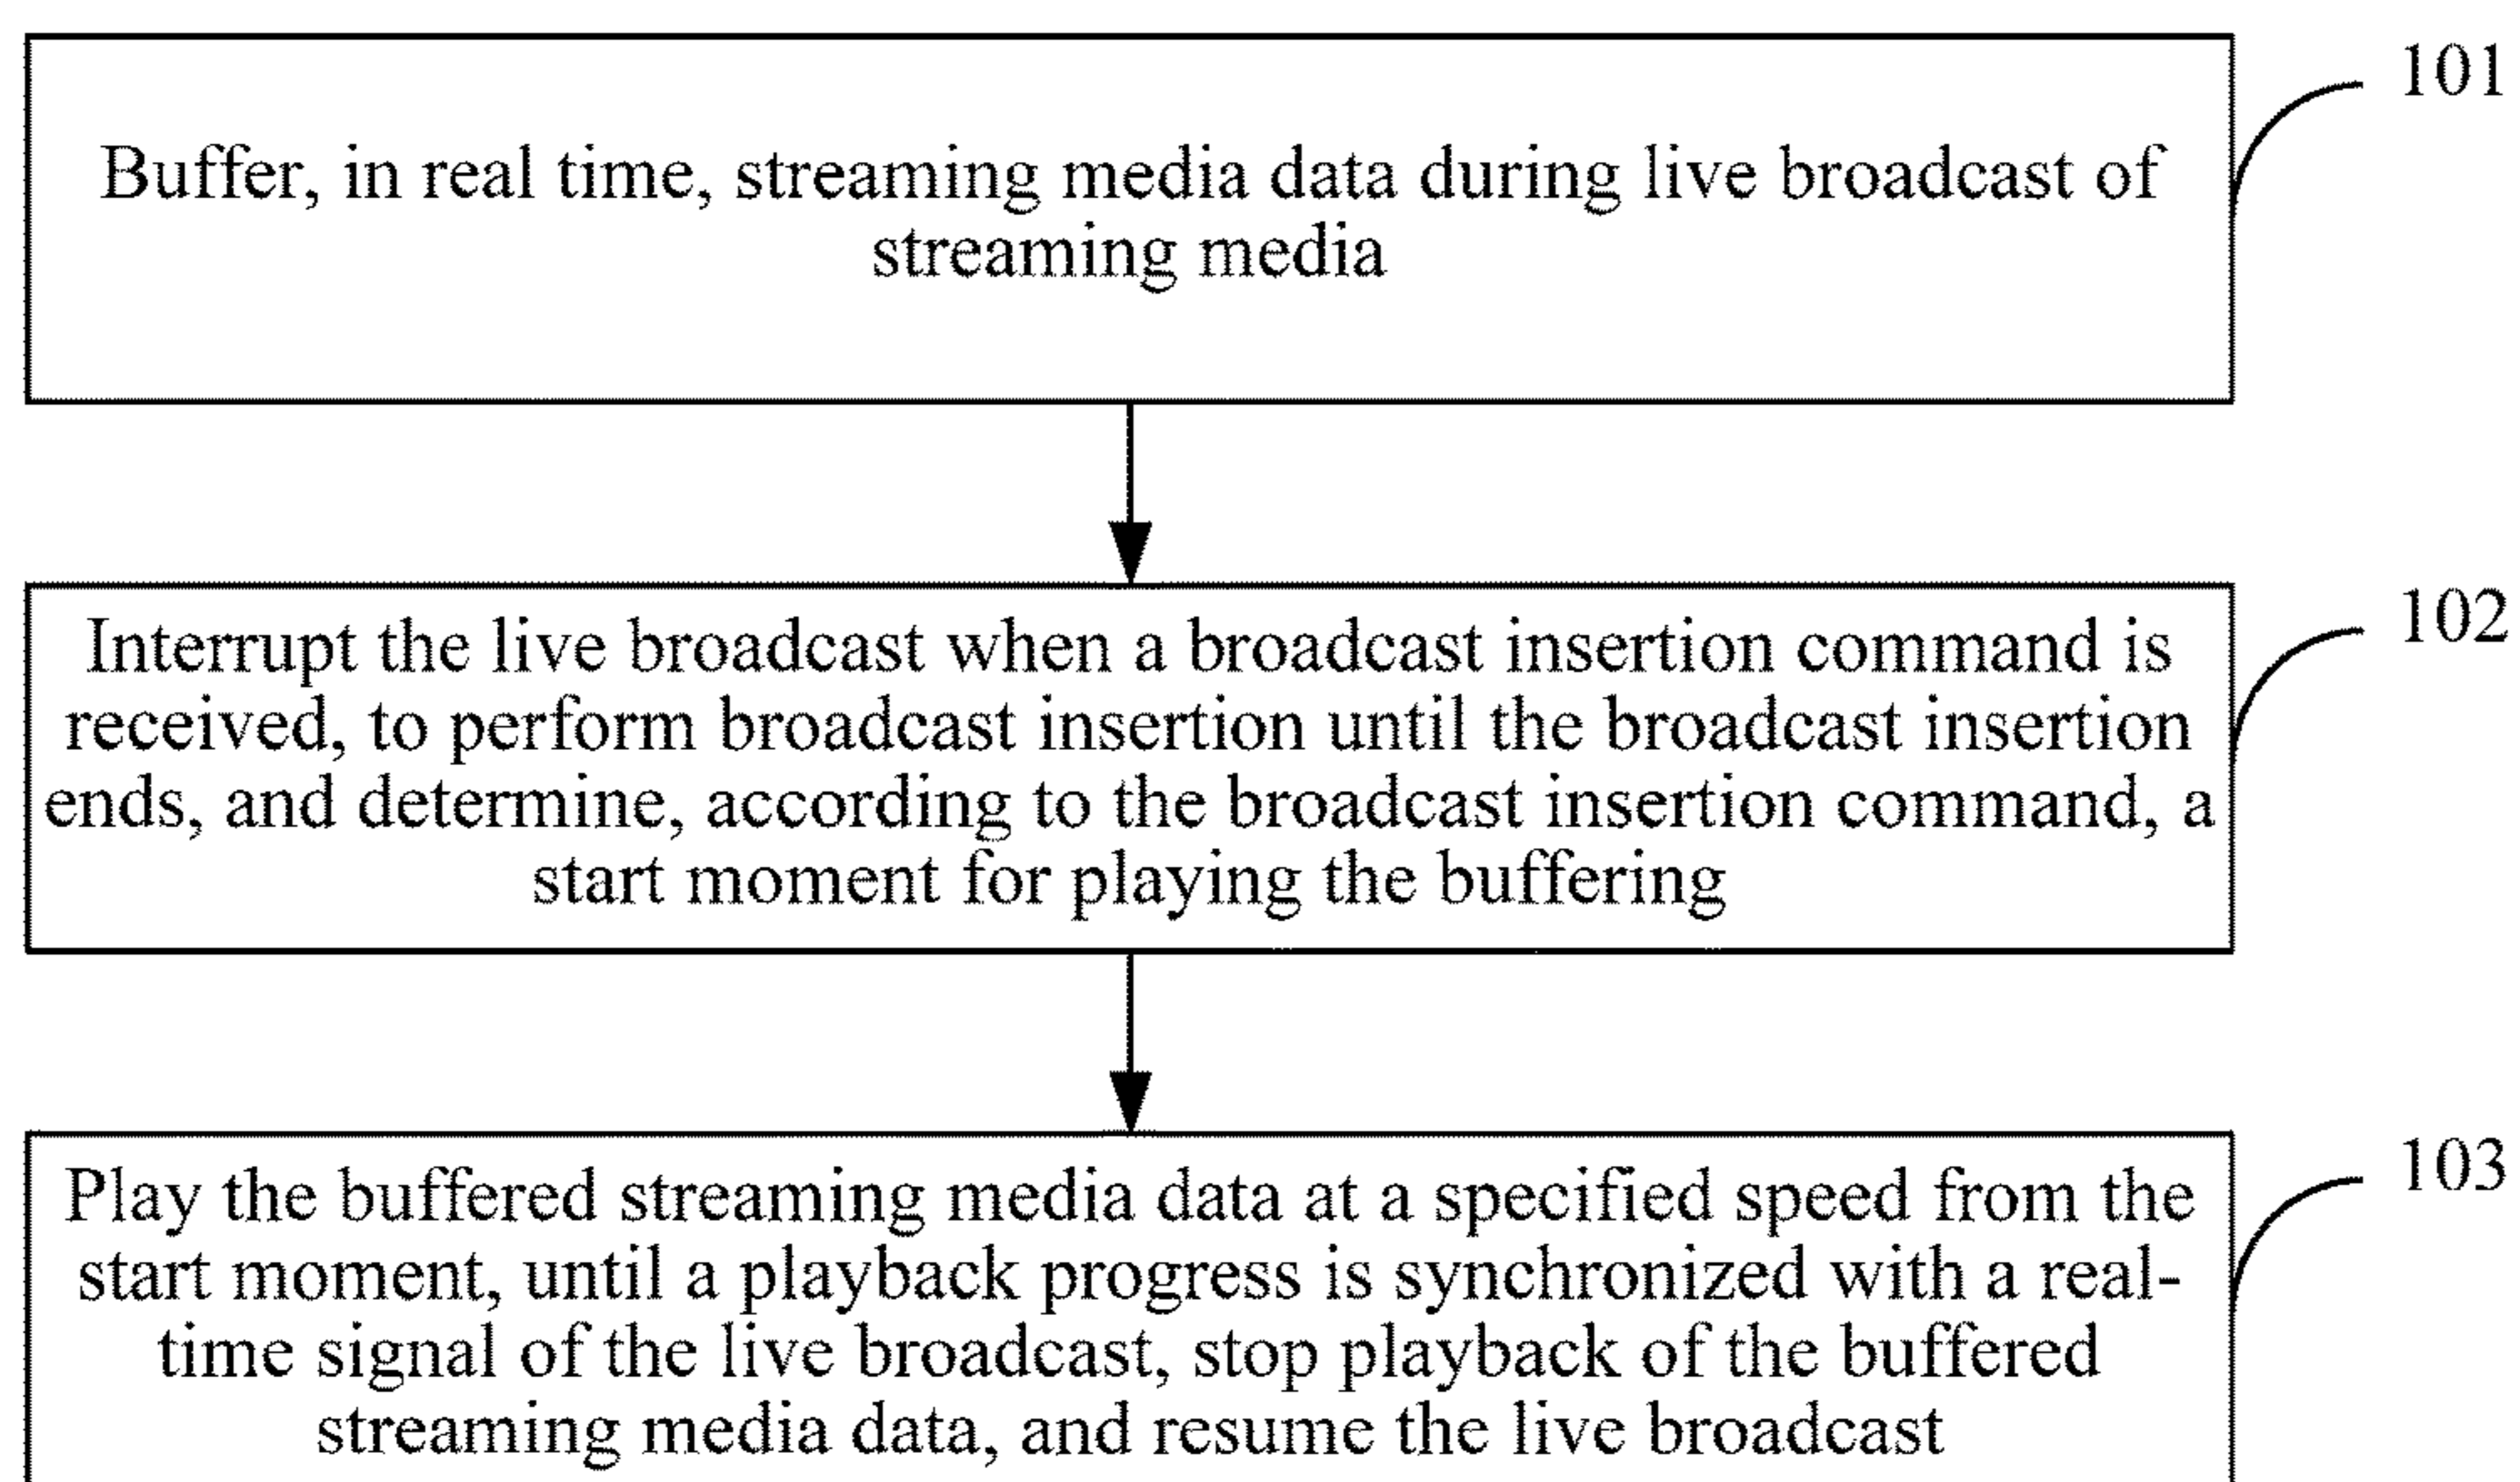 101
Buffer, in real time, streaming media data during live broadcast of
streaming media
102
Interrupt the live broadcast when a broadcast insertion command is
received, to perform broadcast insertion until the broadcast insertion
ends, and determine, according to the broadcast insertion command, a
start moment for playing the buffering
103
Play the buffered streaming media data at a specified speed from the
start moment, until a playback progress is synchronized with a real-
time signal of the live broadcast, stop playback of the buffered
streaming media data, and resume the live broadcast